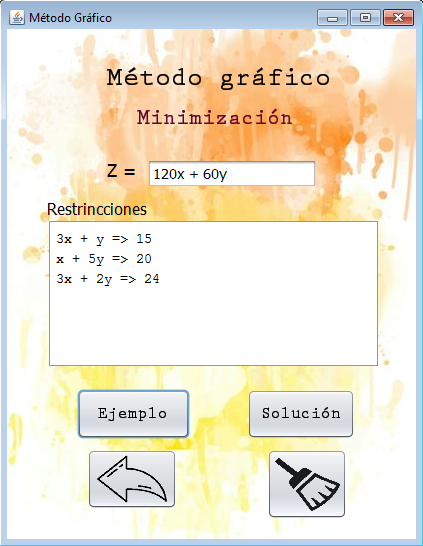 Método Gráfico
Método gráfico
Minimización
Z = 120x + 60y
Restrincciones
3x + y => 15
x + 5y => 20
3x + 2y => 24
Ejemplo Solución